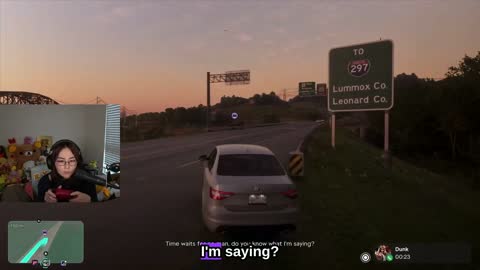 TO
297
Lummox Co.
Leonard Co.
Time waits for no man, do you know what I'm saying?
I'm saying?
Dunk
00:23